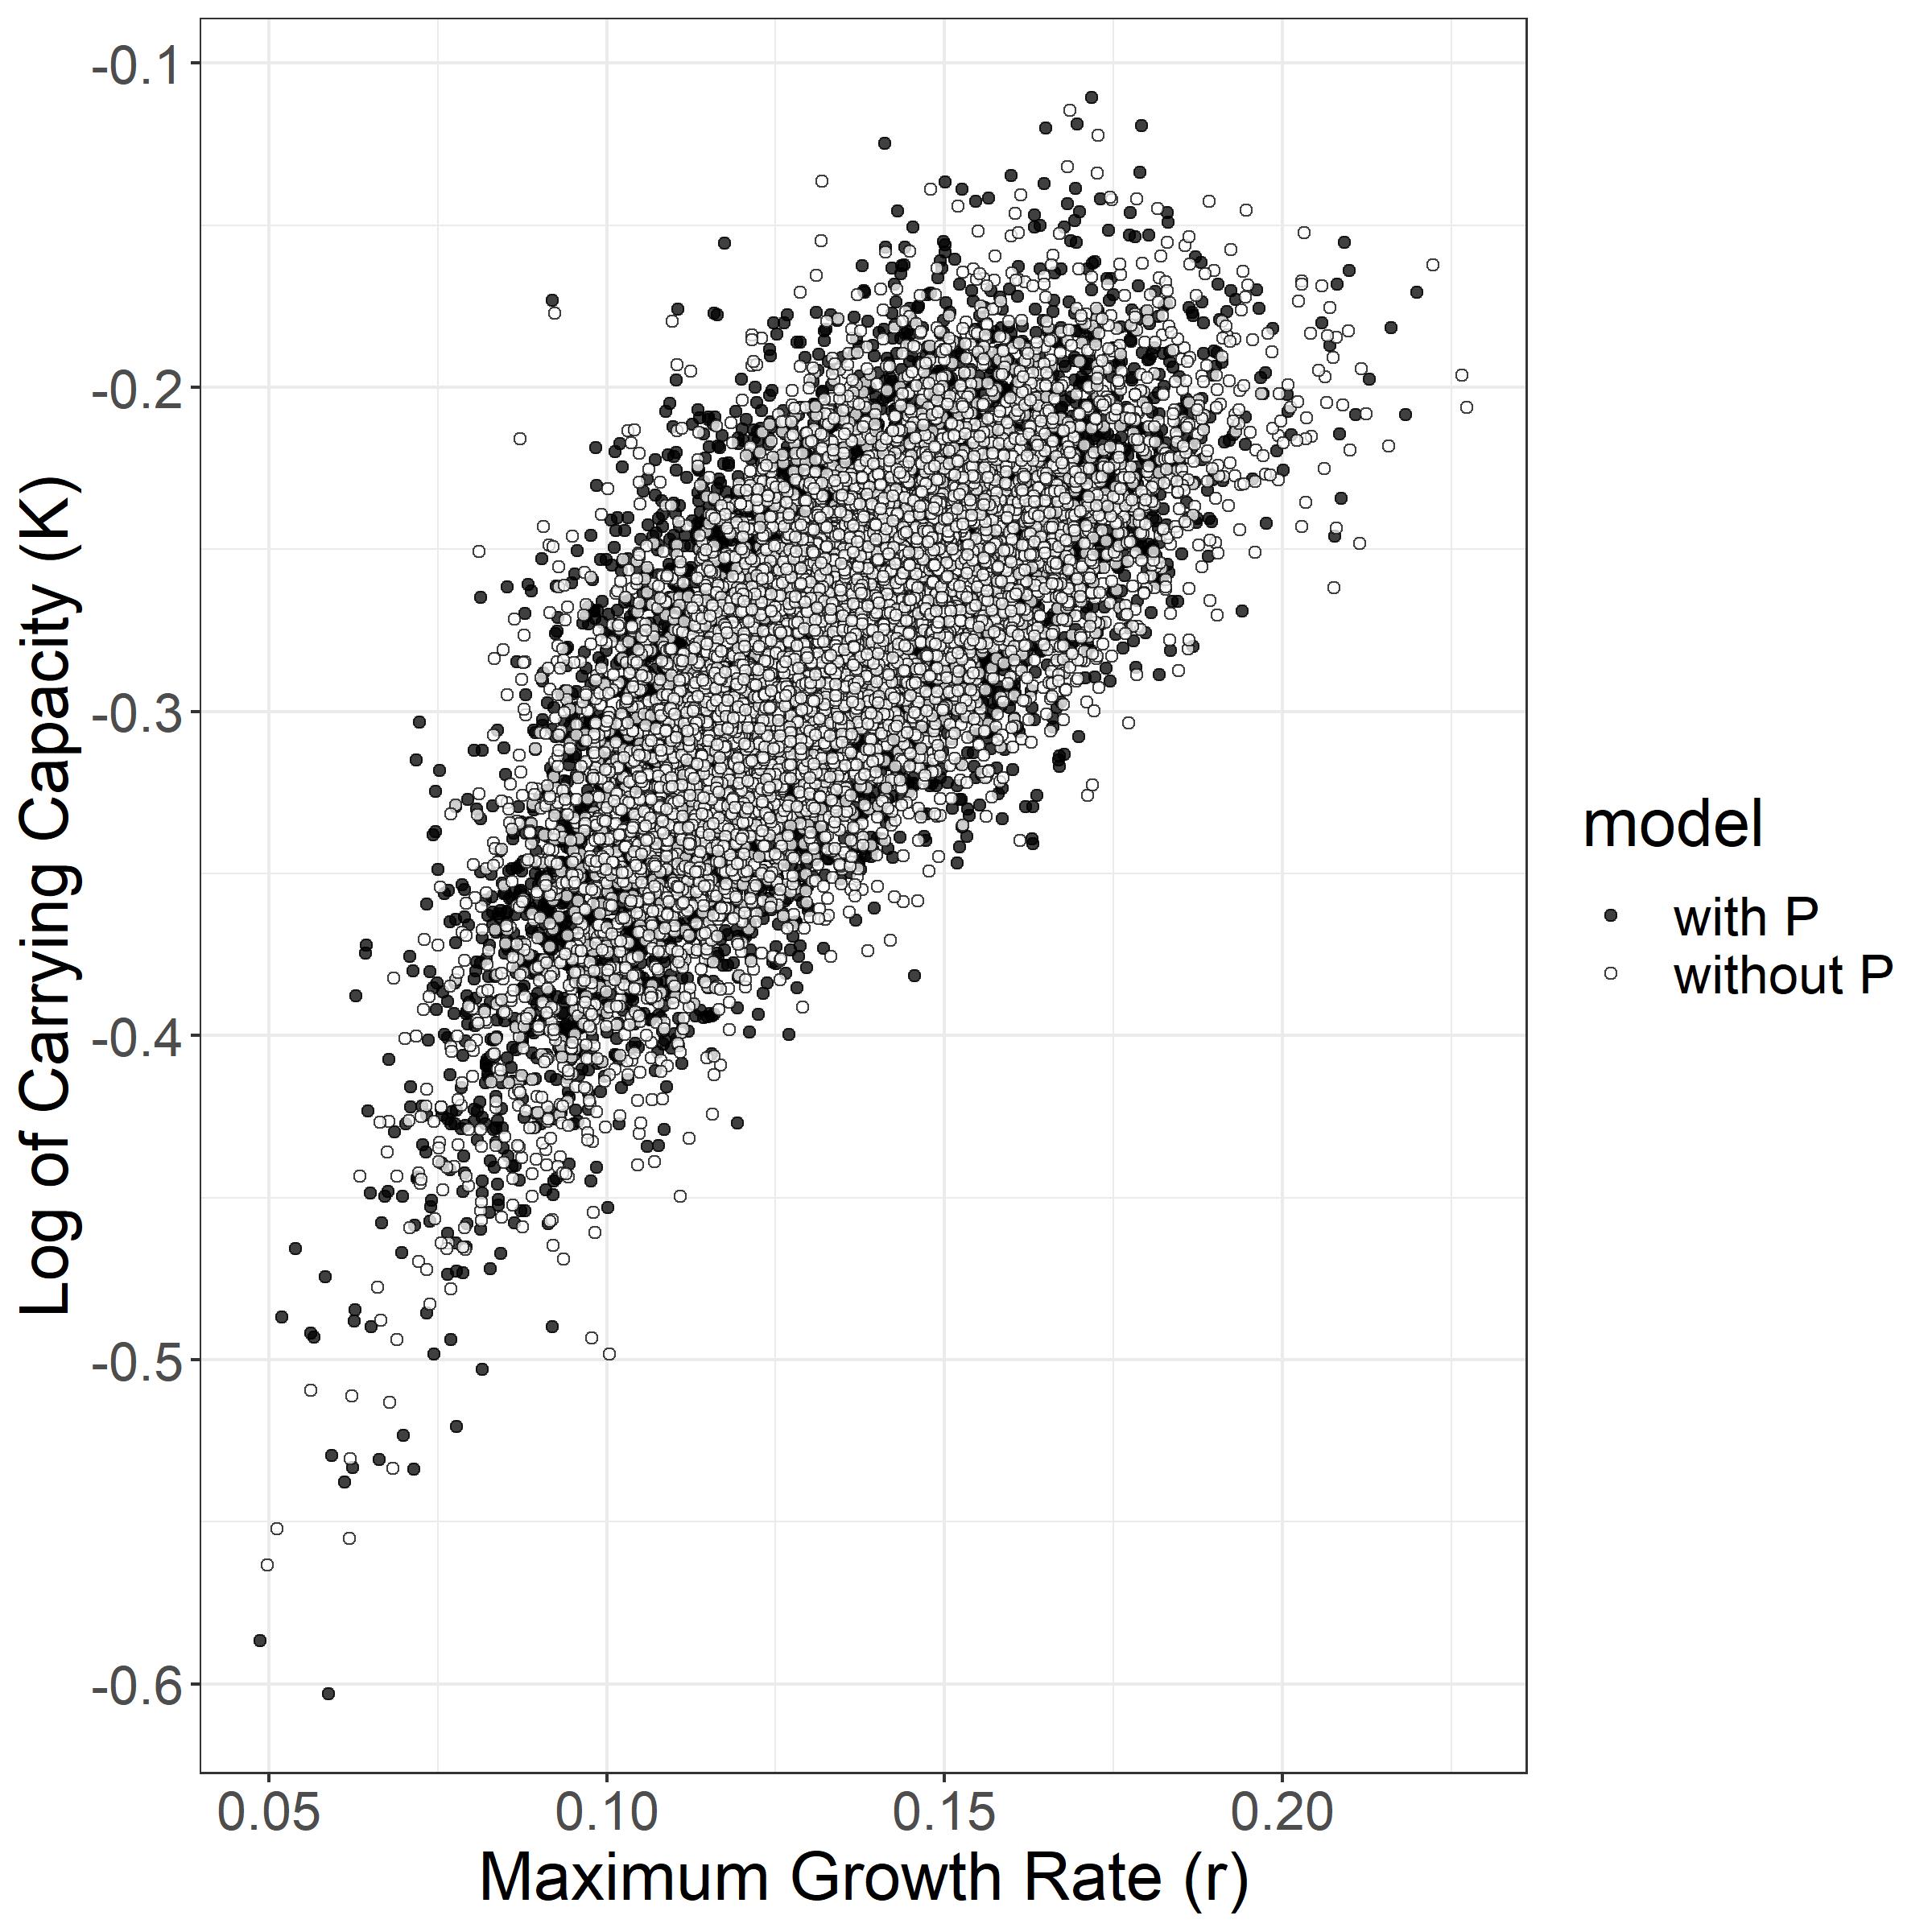 Log of Carrying Capacity (K)
-0.1
-0.2
-0.3
-0.4
-0.5
-0.6
0.05 0.10 0.15 0.20
Maximum Growth Rate (r)
model
with P
without P